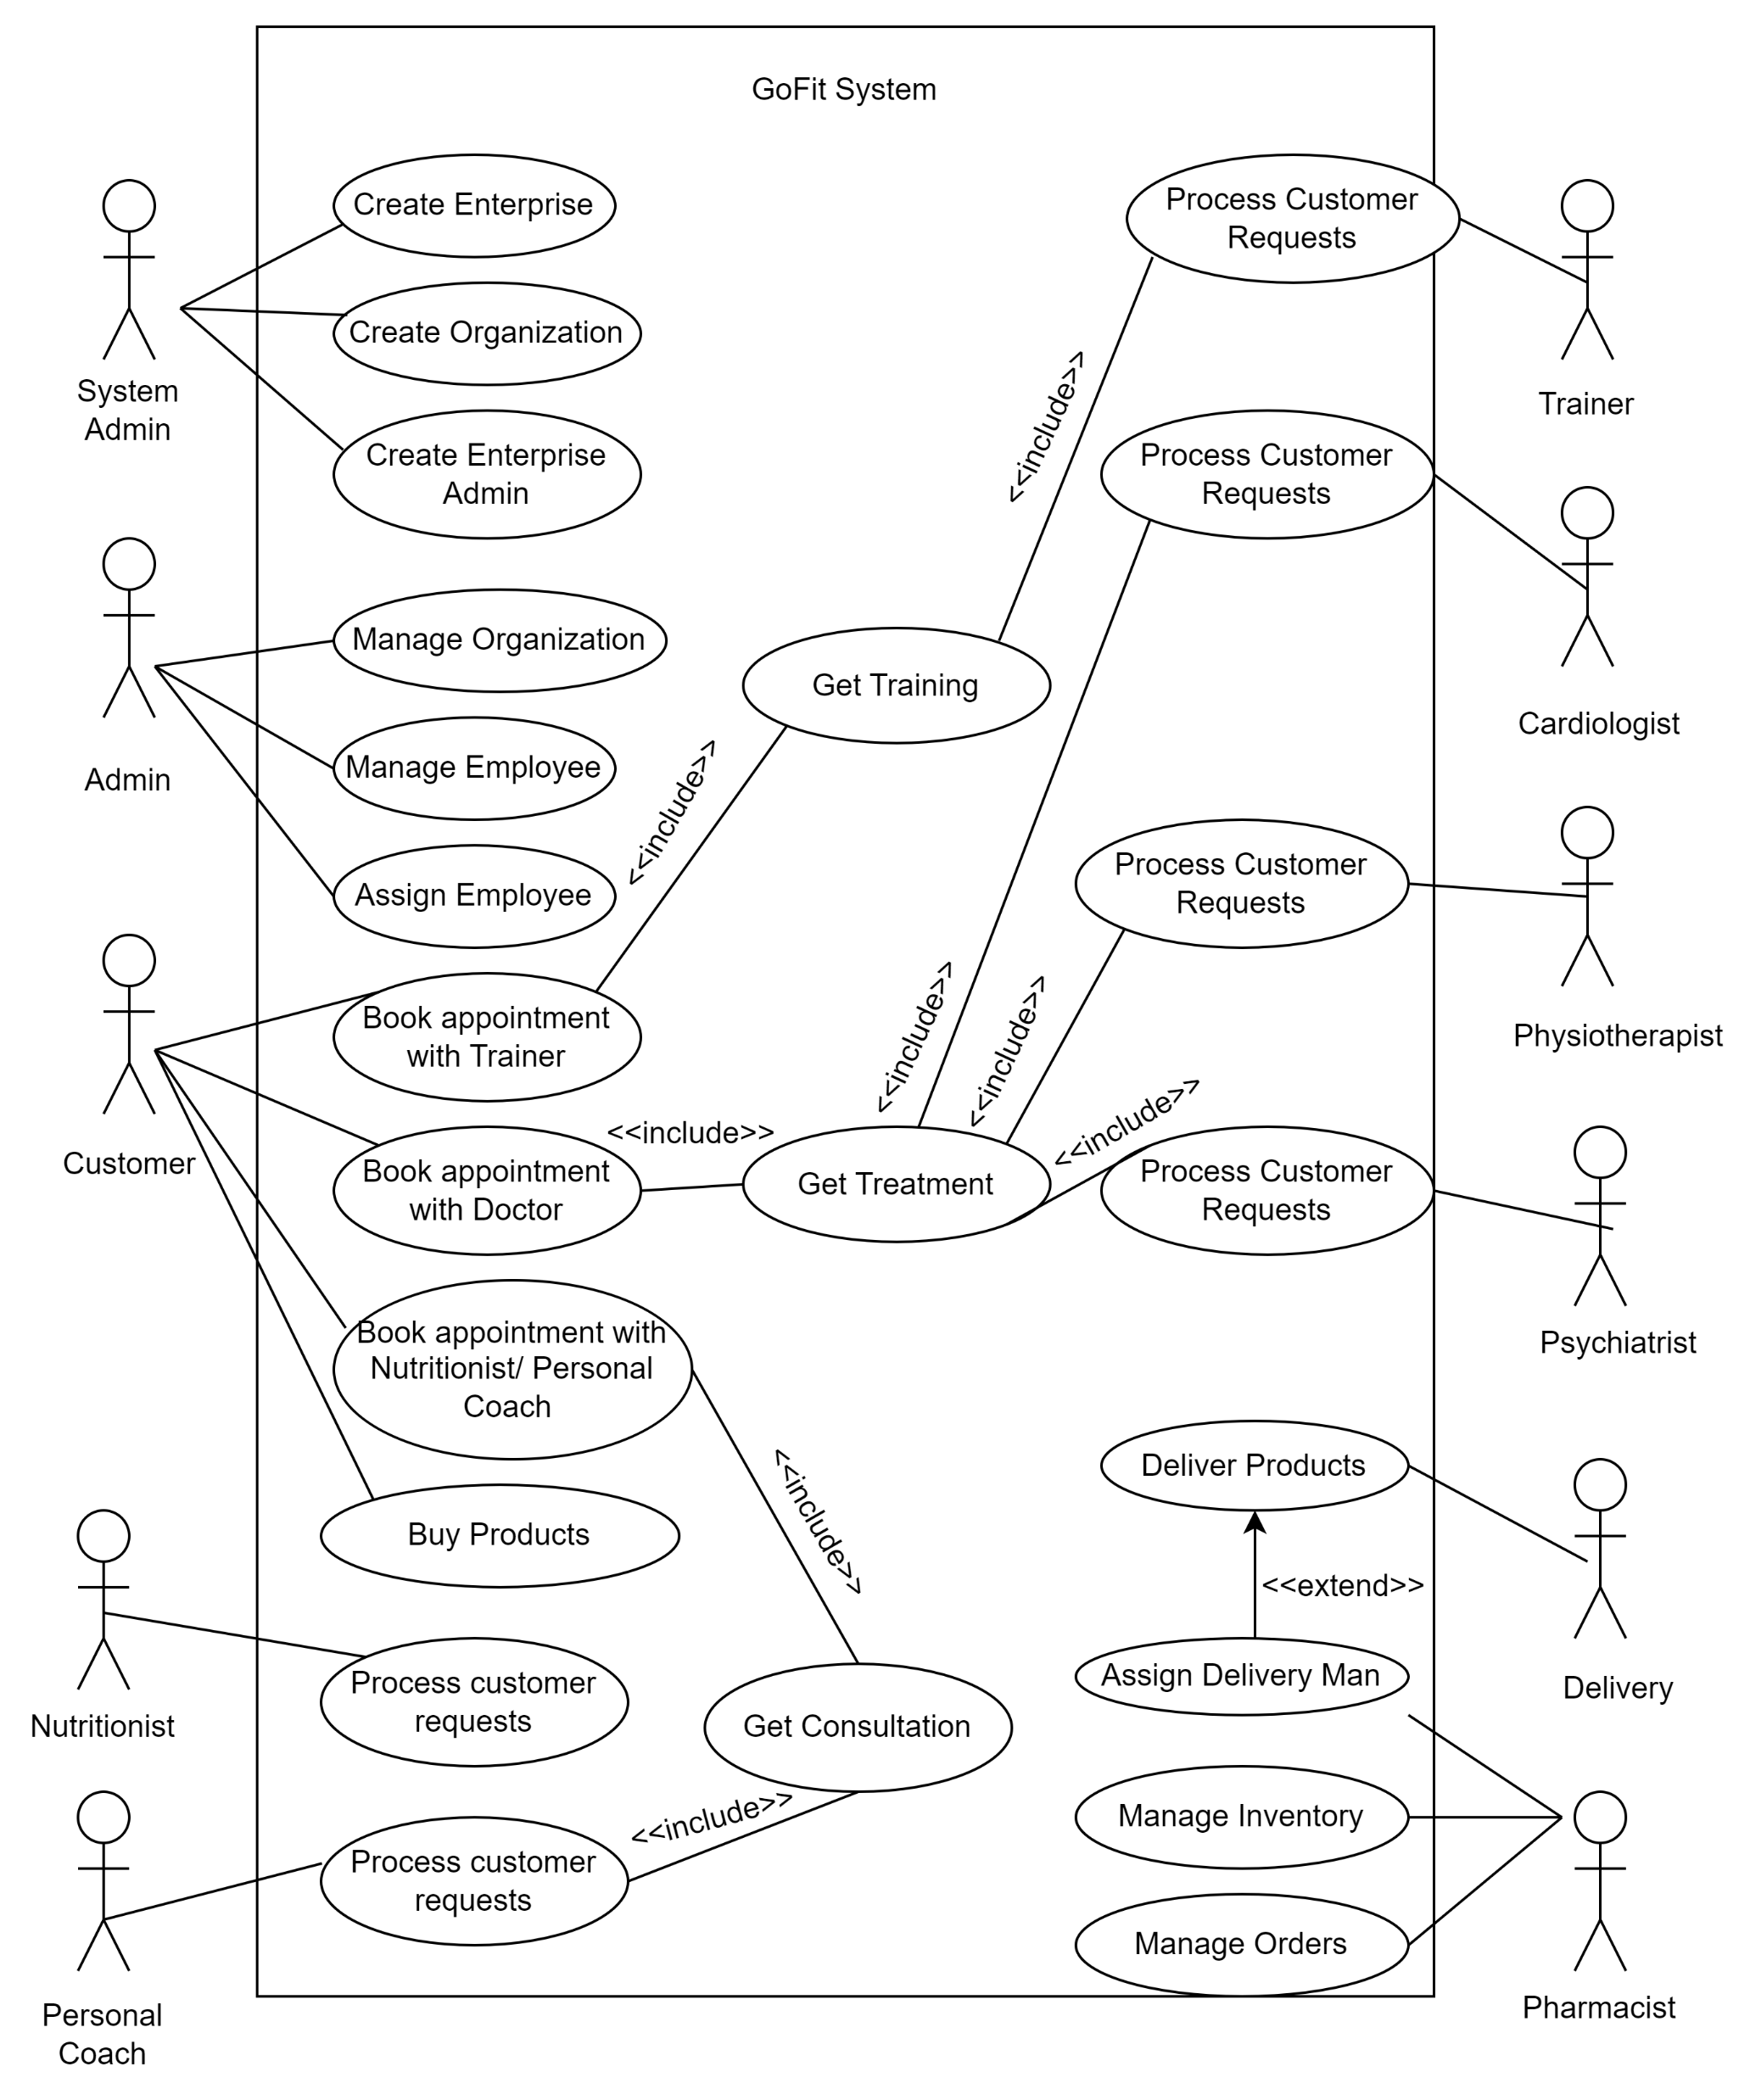 GoFit System
System
Admin
Create Enterprise
Create Organization
Create Enterprise
Admin
Admin
Manage Organization
Manage Employee
Assign Employee
Customer
Book appointment
with Trainer
Book appointment
with Doctor
Book appointment with
Nutritionist/ Personal
Coach
Buy Products
Nutritionist
Process customer
requests
Personal
Coach
Process customer
requests
<<include>>
Get Training
<<include>>
<<include>>
Get Treatment
<<include>>
<<include>>
<<include>>
<<include>>
Get Consultation
<<include>>
Process Customer
Requests
Trainer
Process Customer
Requests
Cardiologist
Process Customer
Requests
Physiotherapist
Process Customer
Requests
Psychiatrist
Deliver Products
<<extend>>
Delivery
Assign Delivery Man
Manage Inventory
Manage Orders
Pharmacist